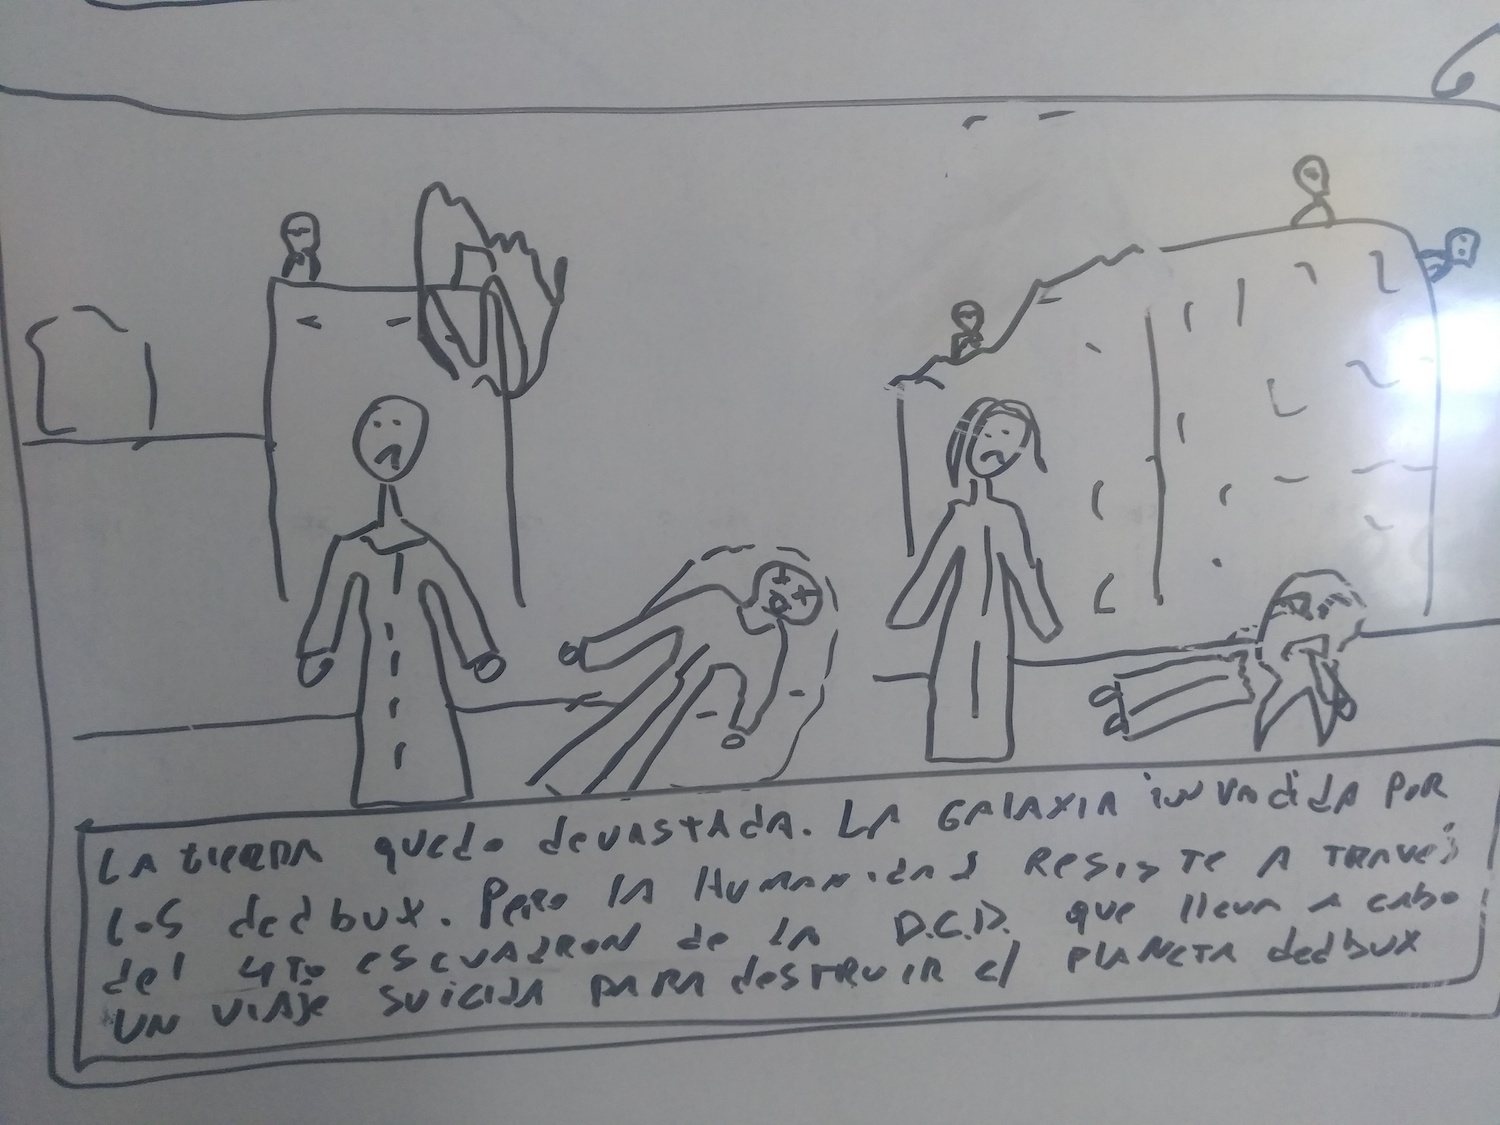 LA tierra quedo devastada. LA GALAXIA invadida POR
los dedbux. Pero la Humanidad Resiste A TRAVES
del 4to escuadron de la D.C.D. que lleva a cabo
UN VIAJE SUICIDA PARA destruir el PLANETA dedbux